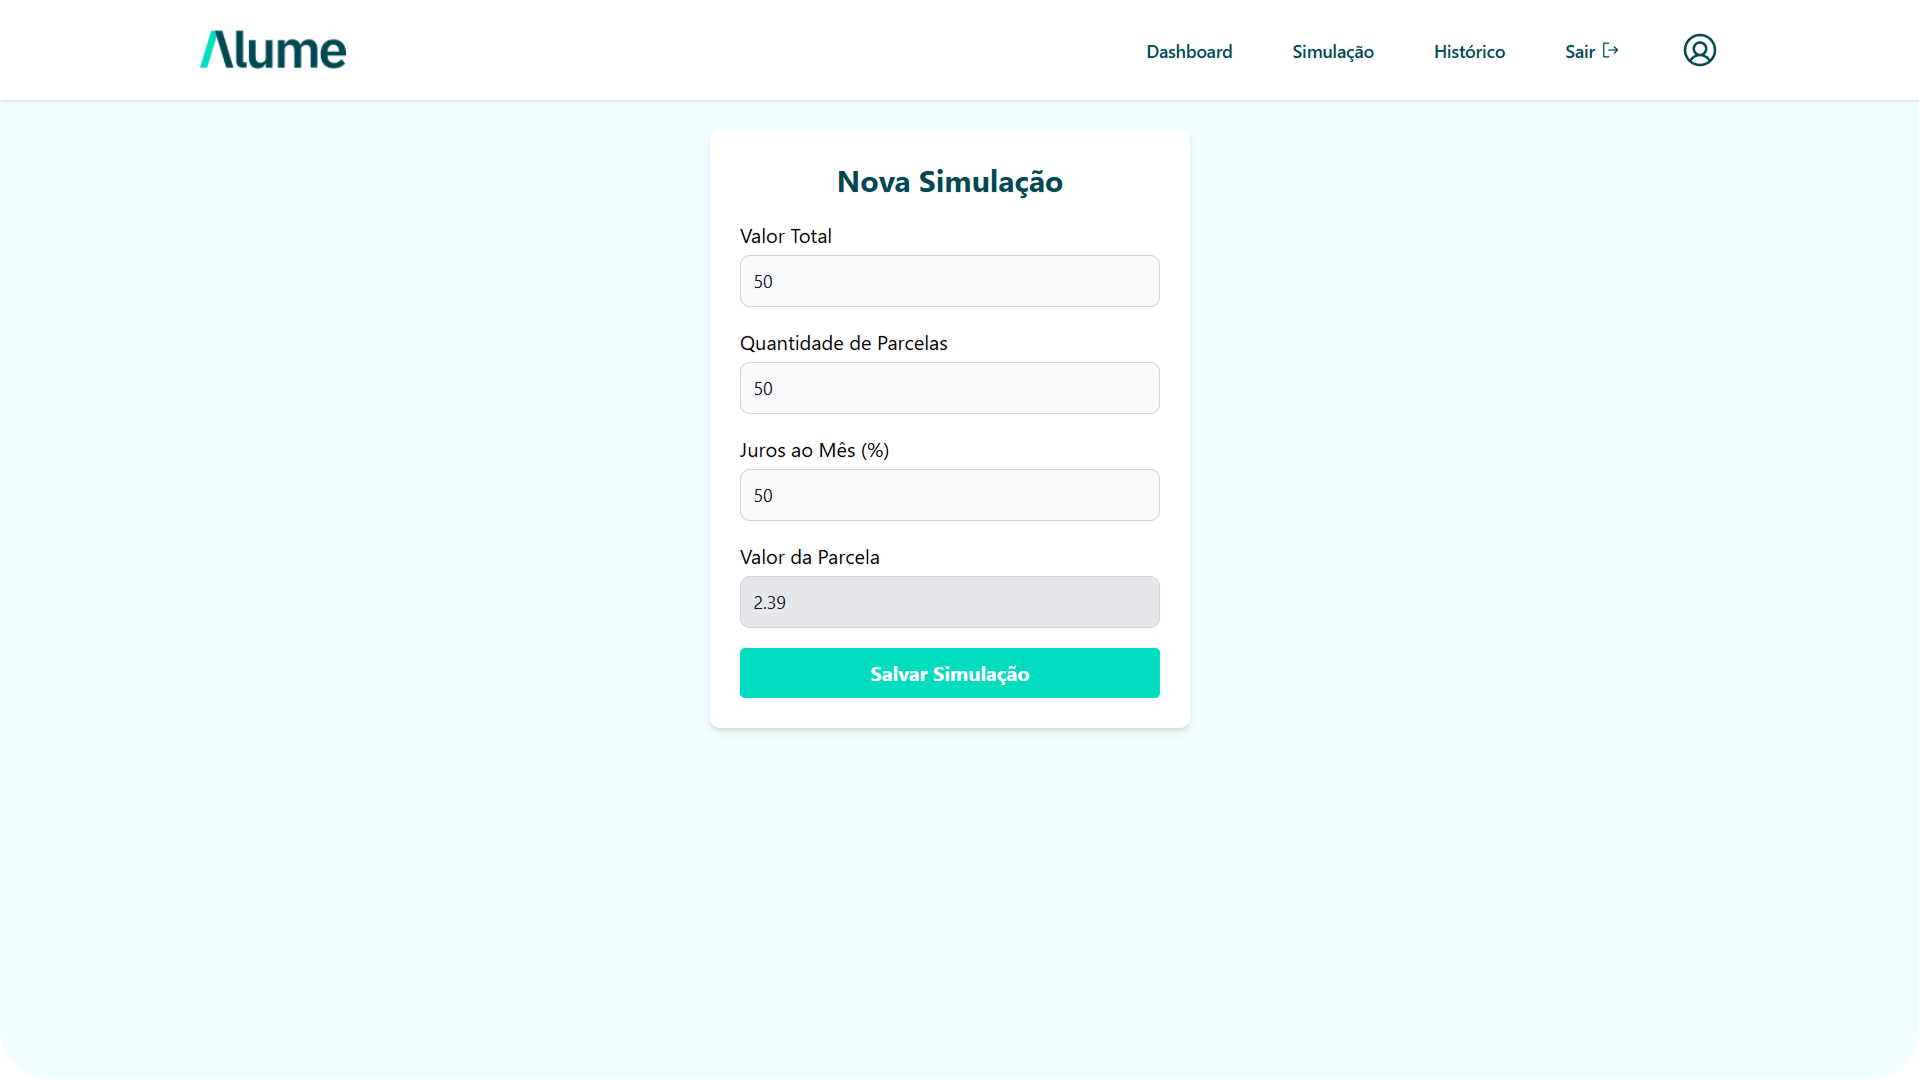 Alume
Dashboard Simulação Histórico Sair
Nova Simulação
Valor Total
50
Quantidade de Parcelas
50
Juros ao Mês (%)
50
Valor da Parcela
2.39
Salvar Simulação